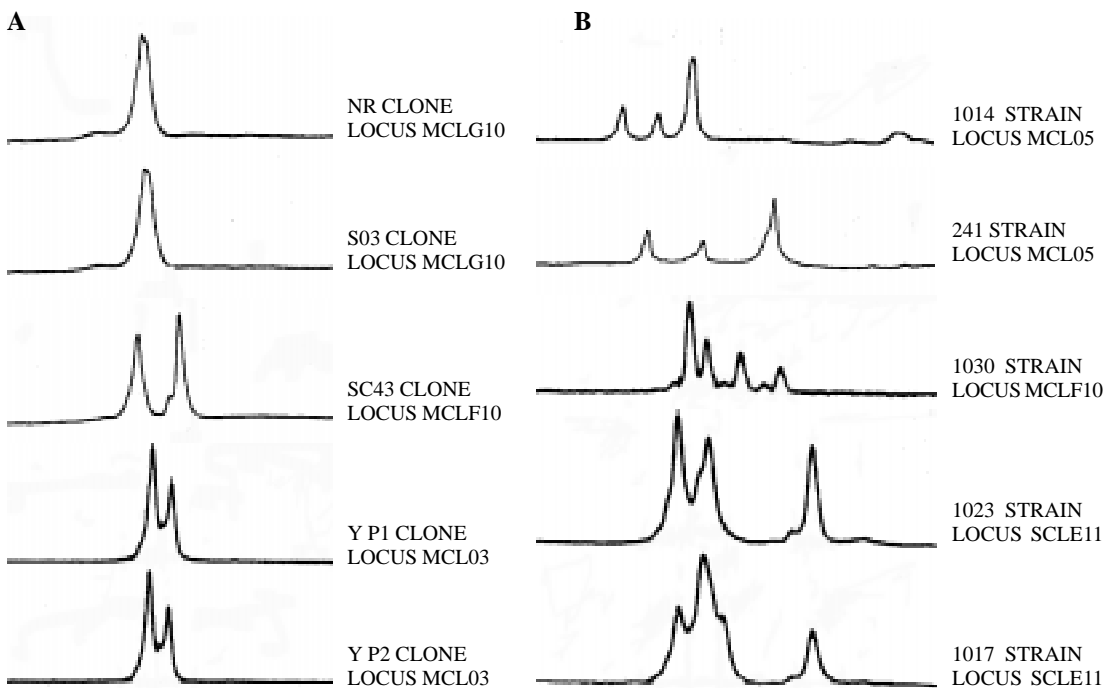 A
NR CLONE
LOCUS MCLG10
S03 CLONE
LOCUS MCLG10
SC43 CLONE
LOCUS MCLF10
Y P1 CLONE
LOCUS MCL03
Y P2 CLONE
LOCUS MCL03
B
1014 STRAIN
LOCUS MCL05
241 STRAIN
LOCUS MCL05
1030 STRAIN
LOCUS MCLF10
1023 STRAIN
LOCUS SCLE11
1017 STRAIN
LOCUS SCLE11